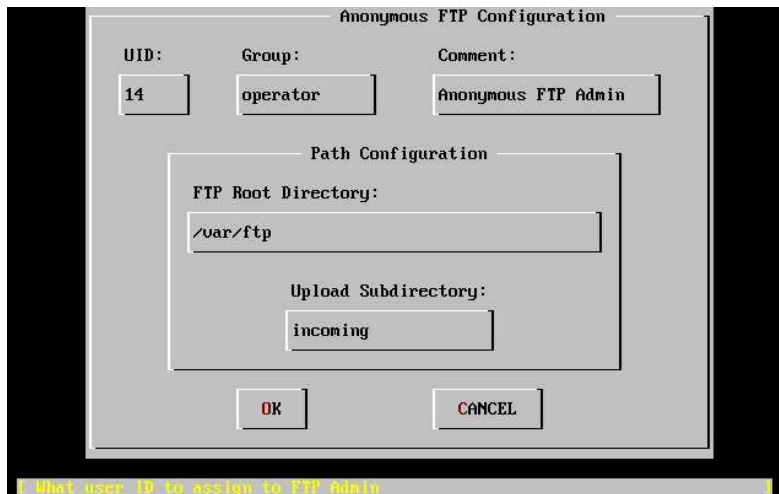 Anonymous FTP Configuration
UID: Group: Comment:
14 operator Anonymous FTP Admin
Path Configuration
FTP Root Directory:
/var/ftp
Upload Subdirectory:
incoming
OK CANCEL
[ What user ID to assign to FTP Admin ]